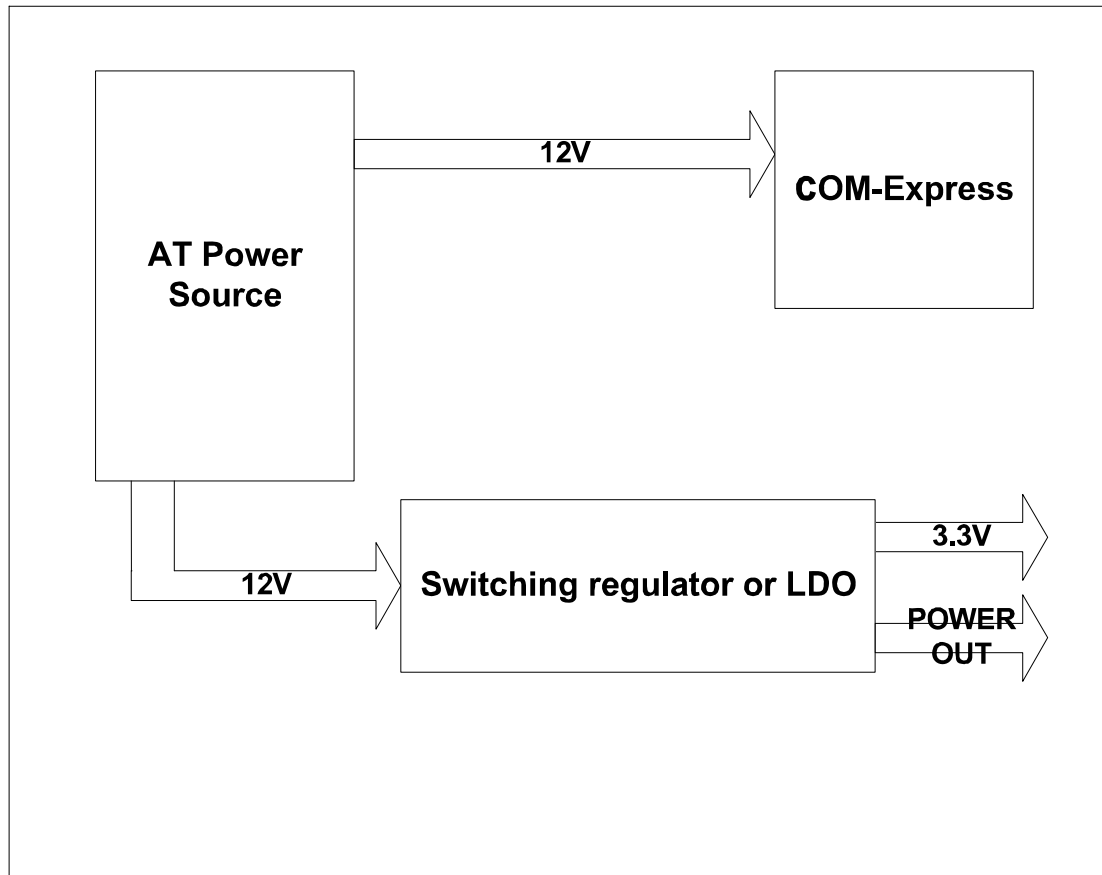 12V
COM-Express
AT Power
Source
3.3V
12V
Switching regulator or LDO
POWER
OUT